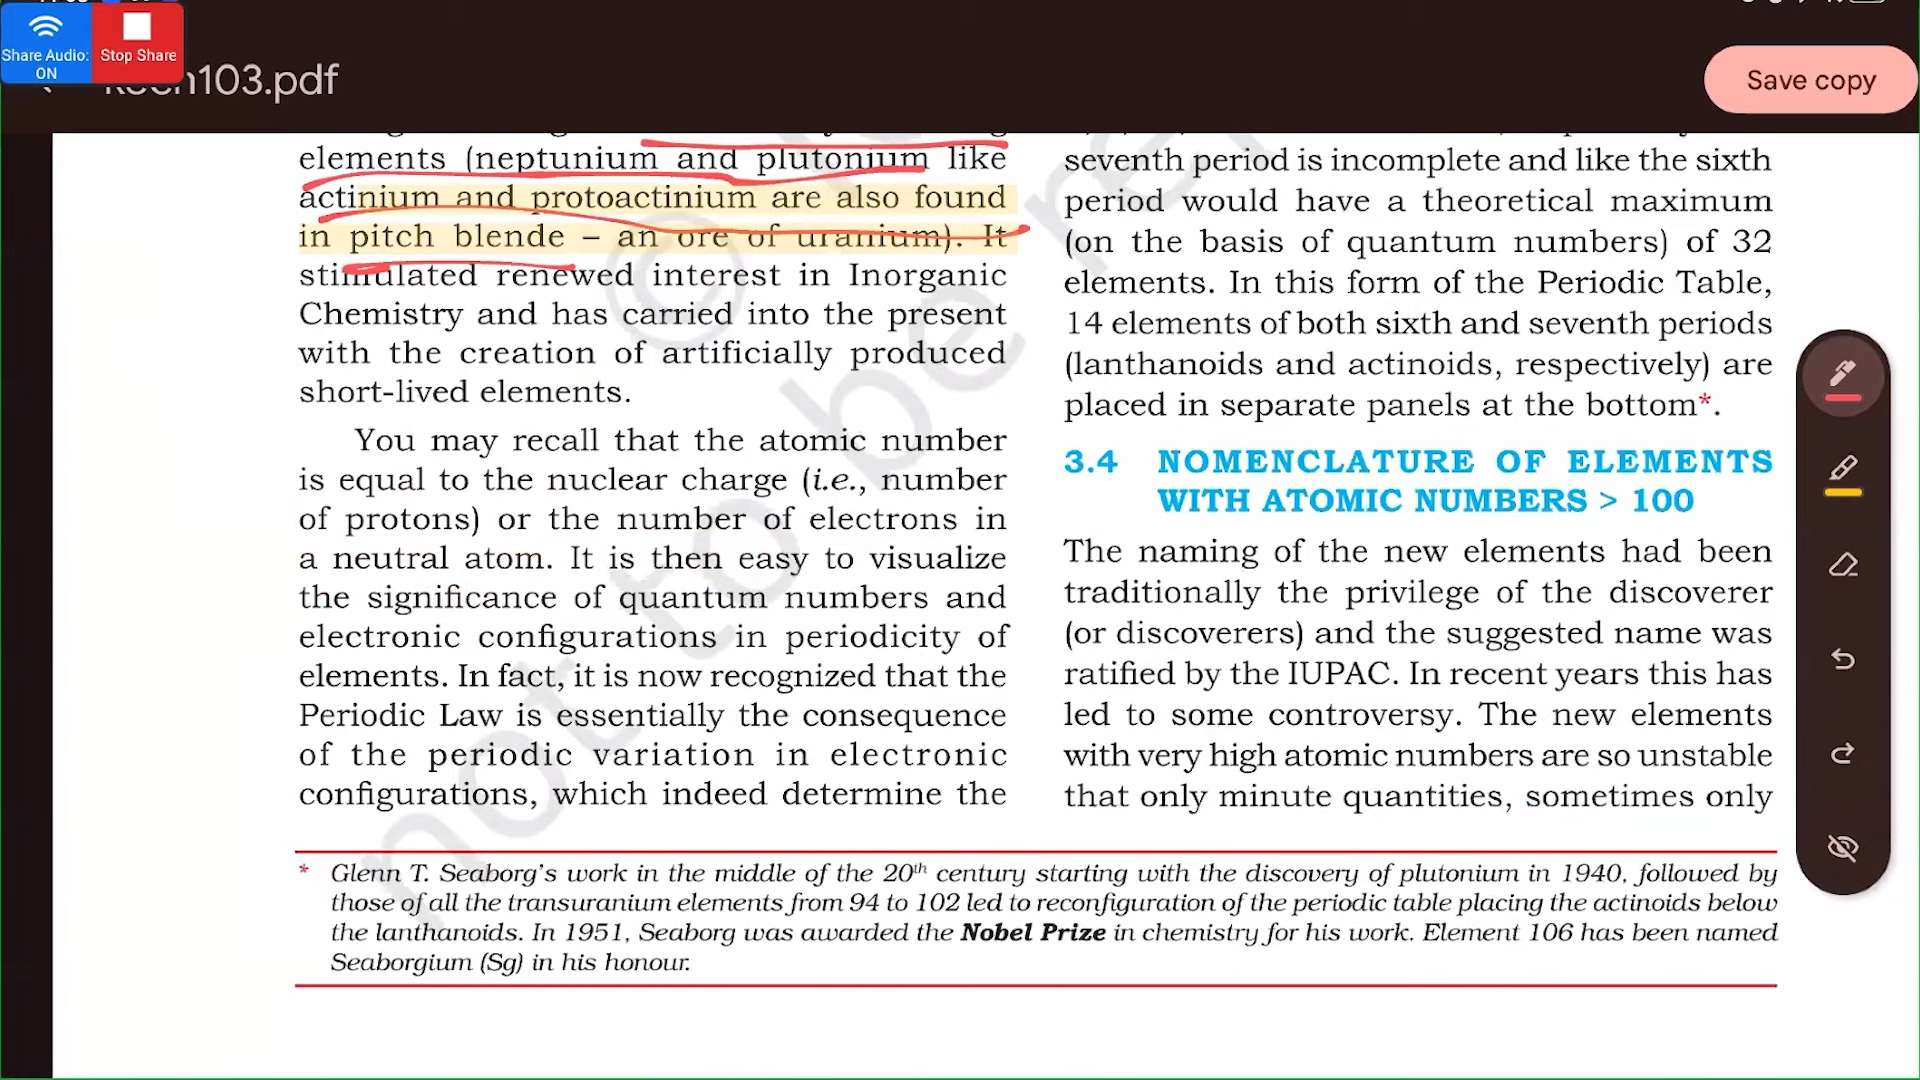 Share Audio:
ON
Stop Share
103.pdf
Save copy
elements (neptunium and plutonium like
actinium and protoactinium are also found
in pitch blende – an ore of uranium). It
stimulated renewed interest in Inorganic
Chemistry and has carried into the present
with the creation of artificially produced
short-lived elements.
You may recall that the atomic number
is equal to the nuclear charge (i.e., number
of protons) or the number of electrons in
a neutral atom. It is then easy to visualize
the significance of quantum numbers and
electronic configurations in periodicity of
elements. In fact, it is now recognized that the
Periodic Law is essentially the consequence
of the periodic variation in electronic
configurations, which indeed determine the
seventh period is incomplete and like the sixth
period would have a theoretical maximum
(on the basis of quantum numbers) of 32
elements. In this form of the Periodic Table,
14 elements of both sixth and seventh periods
(lanthanoids and actinoids, respectively) are
placed in separate panels at the bottom*.
3.4 NOMENCLATURE OF ELEMENTS
WITH ATOMIC NUMBERS > 100
The naming of the new elements had been
traditionally the privilege of the discoverer
(or discoverers) and the suggested name was
ratified by the IUPAC. In recent years this has
led to some controversy. The new elements
with very high atomic numbers are so unstable
that only minute quantities, sometimes only
* Glenn T. Seaborg's work in the middle of the 20th century starting with the discovery of plutonium in 1940, followed by
those of all the transuranium elements from 94 to 102 led to reconfiguration of the periodic table placing the actinoids below
the lanthanoids. In 1951, Seaborg was awarded the Nobel Prize in chemistry for his work. Element 106 has been named
Seaborgium (Sg) in his honour.
not to be re